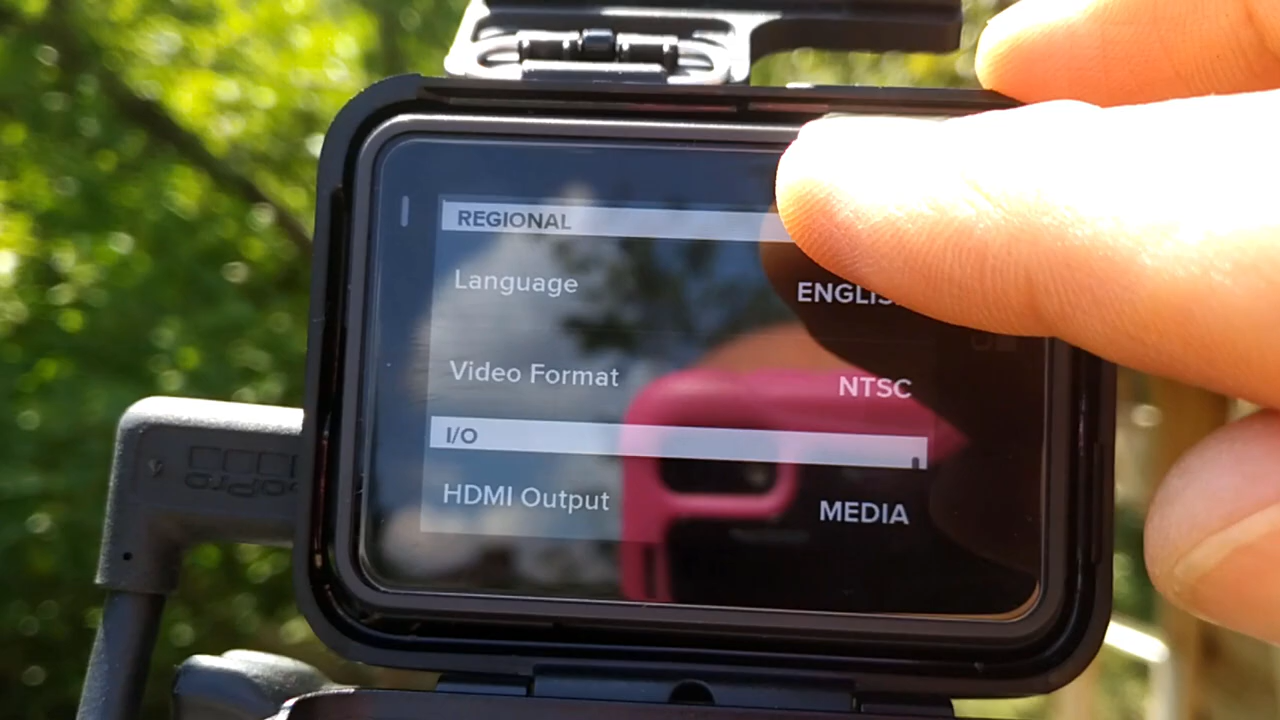 REGIONAL
Language
Video Format NTSC
I/O
HDMI Output MEDIA